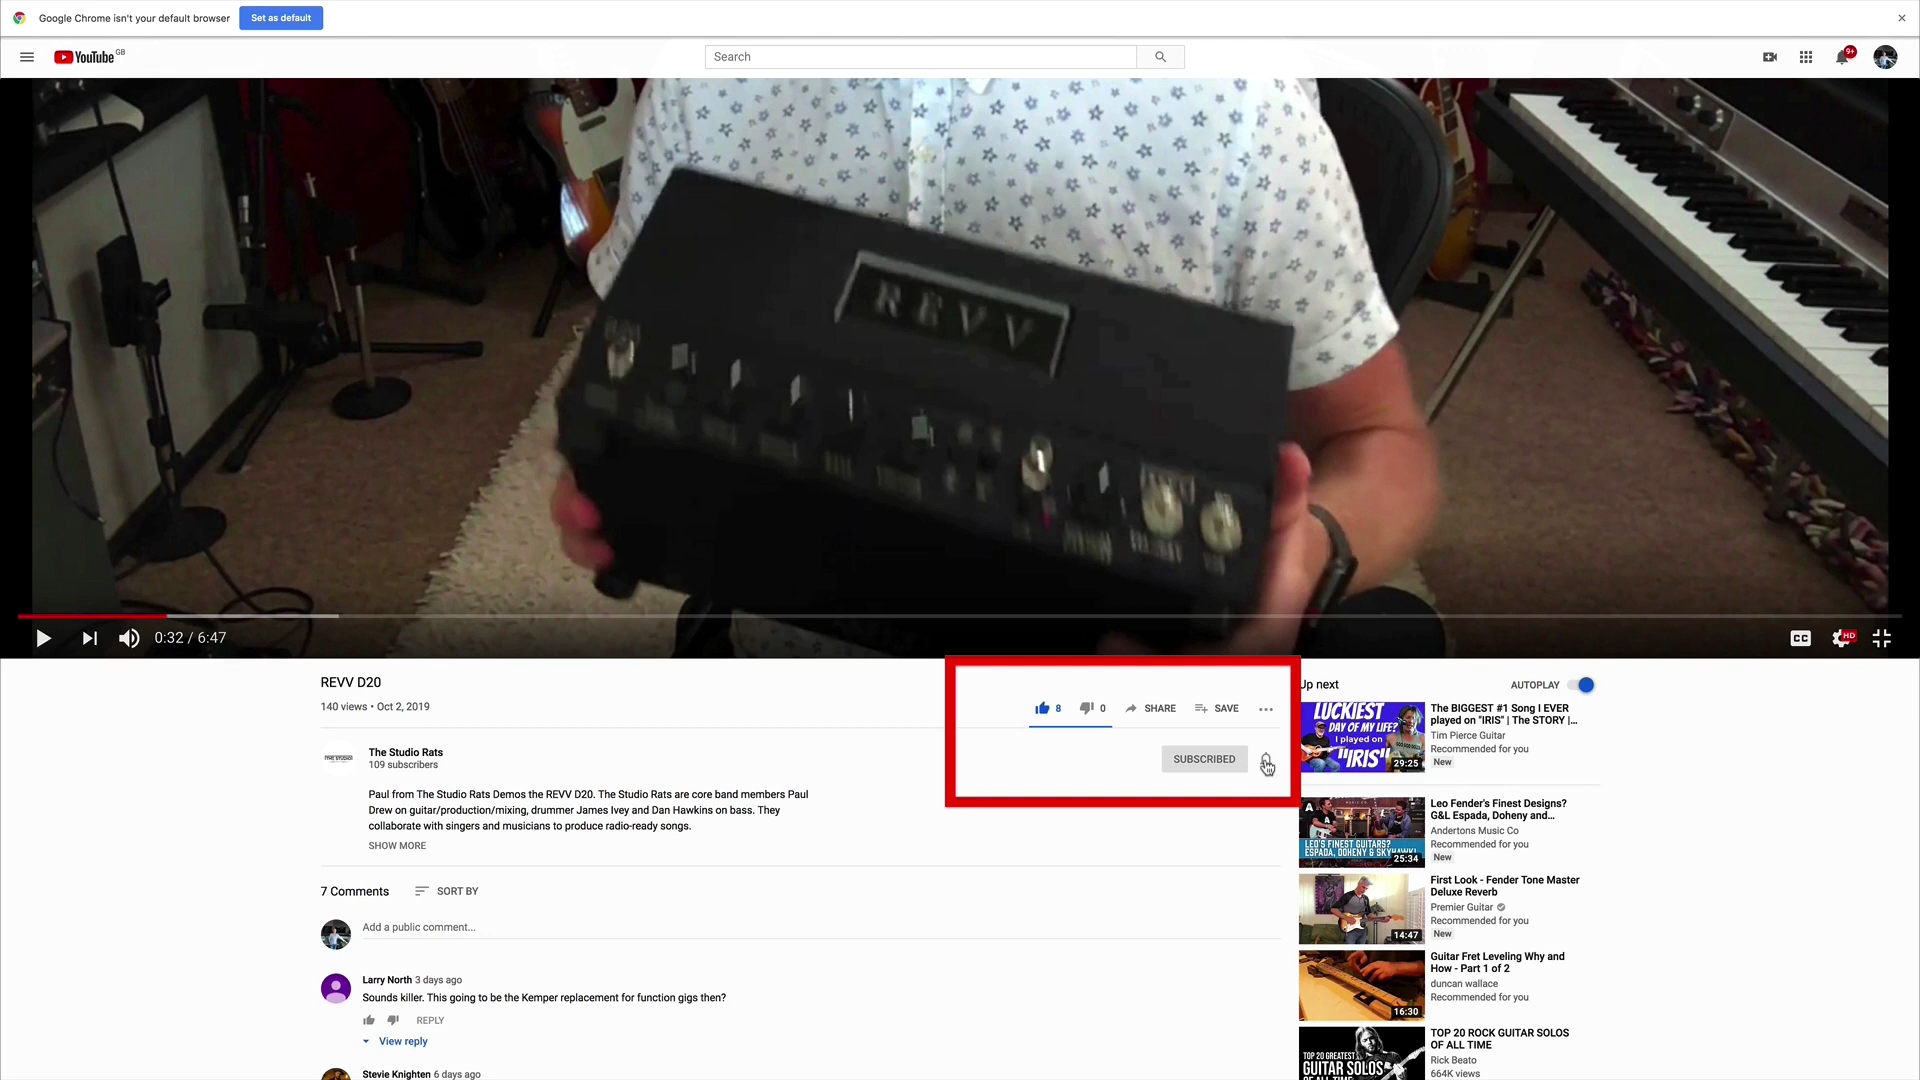 Google Chrome isn't your default browser
Set as default
YouTube GB
Search
9+
REVV
0:32 / 6:47
CC
HD
REVV D20
140 views • Oct 2, 2019
8
0
SHARE
SAVE
The Studio Rats
109 subscribers
SUBSCRIBED
Paul from The Studio Rats Demos the REVV D20. The Studio Rats are core band members Paul
Drew on guitar/production/mixing, drummer James Ivey and Dan Hawkins on bass. They
collaborate with singers and musicians to produce radio-ready songs.
SHOW MORE
7 Comments
SORT BY
Add a public comment...
Larry North 3 days ago
Sounds killer. This going to be the Kemper replacement for function gigs then?
REPLY
View reply
Stevie Knighten 6 days ago
Up next
AUTOPLAY
LUCKIEST
DAY OF MY LIFE?
I played on
"IRIS"
29:25
The BIGGEST #1 Song I EVER
played on "IRIS" | The STORY |...
Tim Pierce Guitar
Recommended for you
New
LEO'S FINEST GUITARS?
ESPADA, DOHENY & SKYHAWK!
25:34
Leo Fender's Finest Designs?
G&L Espada, Doheny and...
Andertons Music Co
Recommended for you
New
14:47
First Look - Fender Tone Master
Deluxe Reverb
Premier Guitar
Recommended for you
New
16:30
Guitar Fret Leveling Why and
How - Part 1 of 2
duncan wallace
Recommended for you
TOP 20 GREATEST
GUITAR SOLOS
OF ALL TIME
TOP 20 ROCK GUITAR SOLOS
OF ALL TIME
Rick Beato
664K views